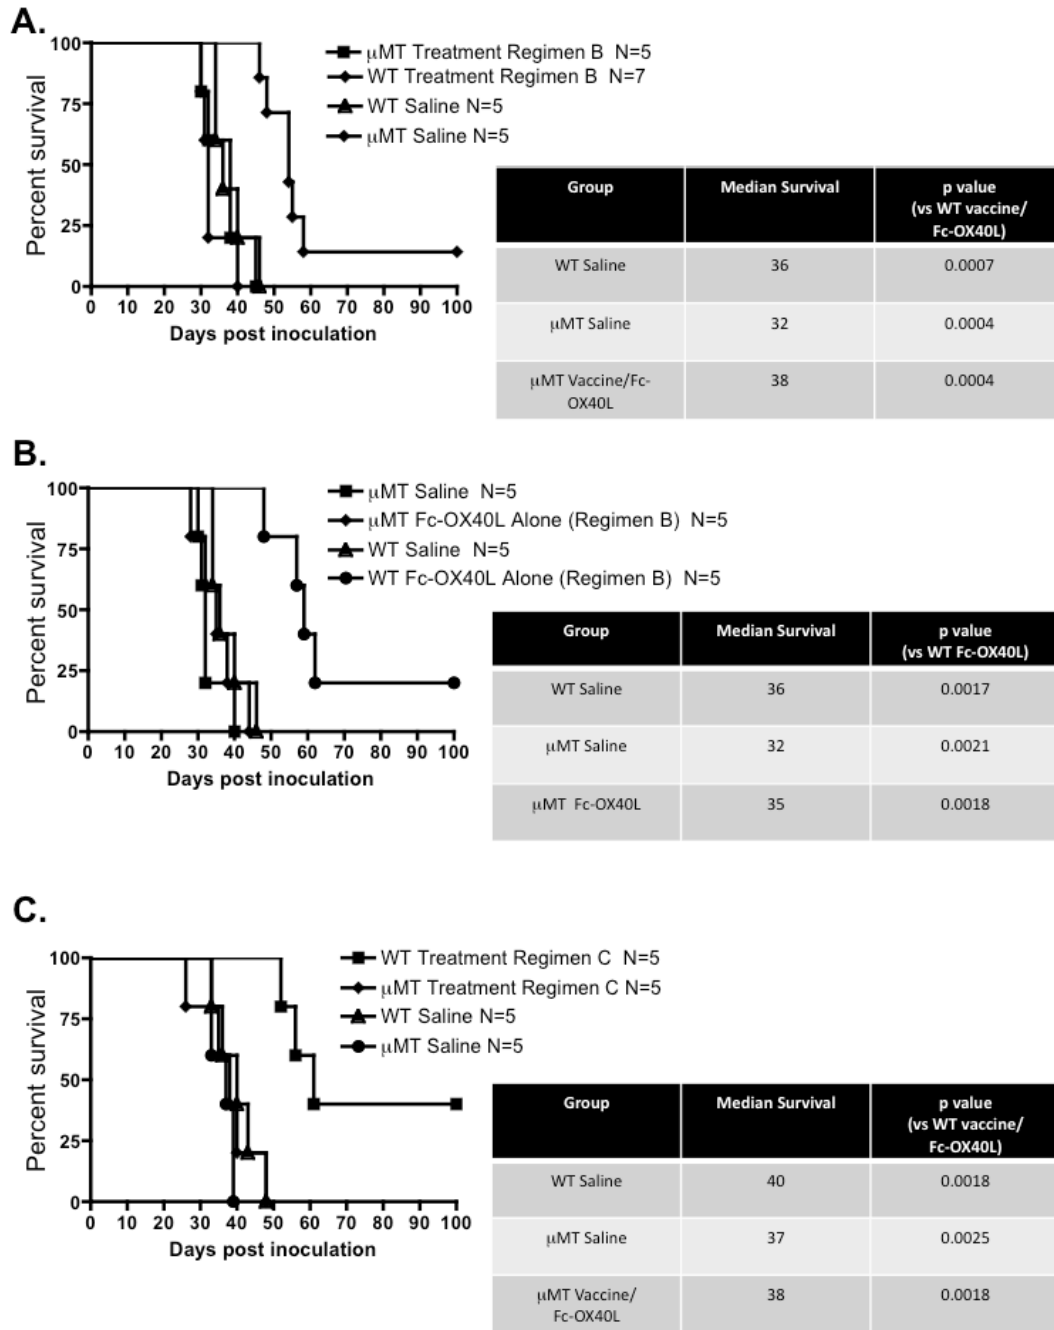 A.
Percent survival
100
75
50
25
0
0 10 20 30 40 50 60 70 80 90 100
Days post inoculation
μMT Treatment Regimen B N=5
WT Treatment Regimen B N=7
WT Saline N=5
μMT Saline N=5
Group Median Survival p value
(vs WT vaccine/
Fc-OX40L)
WT Saline 36 0.0007
μMT Saline 32 0.0004
μMT Vaccine/Fc- 38 0.0004
OX40L
B.
Percent survival
100
75
50
25
0
0 10 20 30 40 50 60 70 80 90 100
Days post inoculation
μMT Saline N=5
μMT Fc-OX40L Alone (Regimen B) N=5
WT Saline N=5
WT Fc-OX40L Alone (Regimen B) N=5
Group Median Survival p value
(vs WT Fc-OX40L)
WT Saline 36 0.0017
μMT Saline 32 0.0021
μMT Fc-OX40L 35 0.0018
C.
Percent survival
100
75
50
25
0
0 10 20 30 40 50 60 70 80 90 100
Days post inoculation
WT Treatment Regimen C N=5
μMT Treatment Regimen C N=5
WT Saline N=5
μMT Saline N=5
Group Median Survival p value
(vs WT vaccine/
Fc-OX40L)
WT Saline 40 0.0018
μMT Saline 37 0.0025
μMT Vaccine/ 38 0.0018
Fc-OX40L